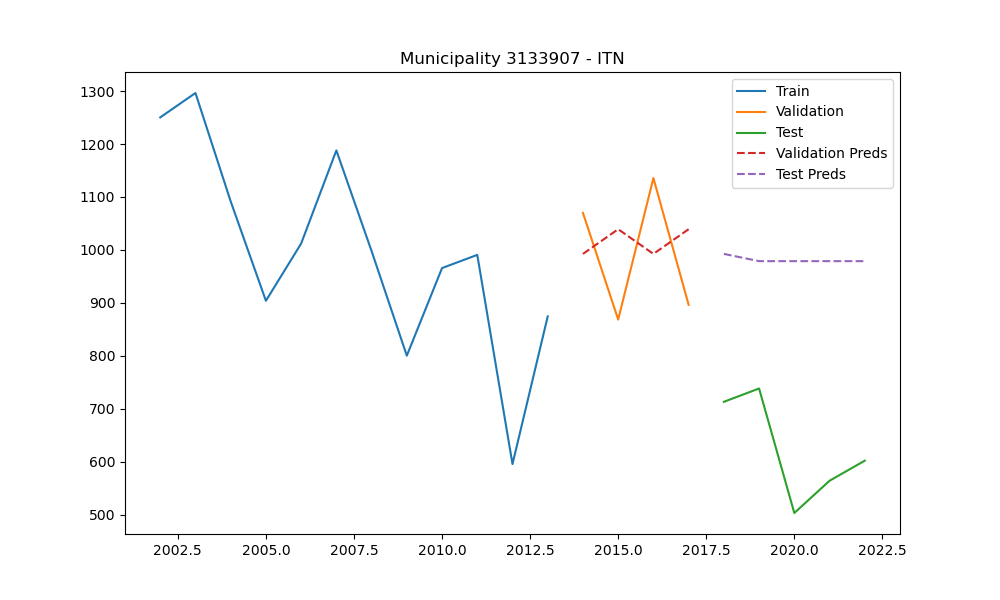 Municipality 3133907 - ITN
1300
1200
1100
1000
900
800
700
600
500
Train
Validation
Test
Validation Preds
Test Preds
2002.5 2005.0 2007.5 2010.0 2012.5 2015.0 2017.5 2020.0 2022.5